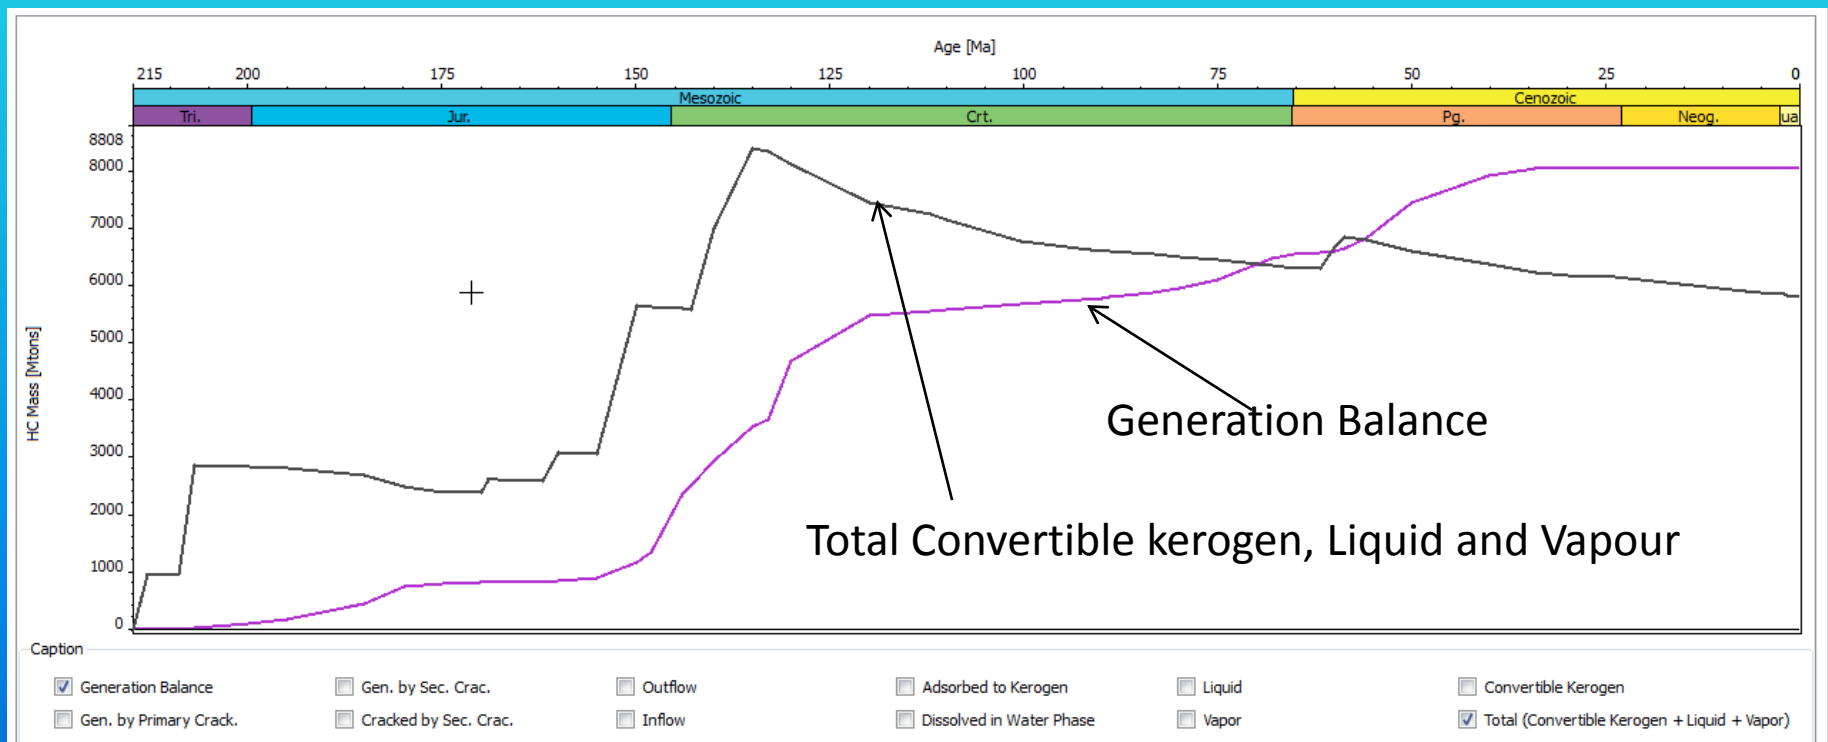 Age [Ma]
215 200 175 150 125 100 75 50 25 0
Mesozoic Cenozoic
Tri. Jur. Crt. Pg. Neog. ua
8808
8000
7000
6000
5000
4000
3000
2000
1000
0
HC Mass [Mtons]
Generation Balance
Total Convertible kerogen, Liquid and Vapour
Caption
Generation Balance Gen. by Sec. Crac. Outflow Adsorbed to Kerogen Liquid Convertible Kerogen
Gen. by Primary Crack. Cracked by Sec. Crac. Inflow Dissolved in Water Phase Vapor Total (Convertible Kerogen + Liquid + Vapor)